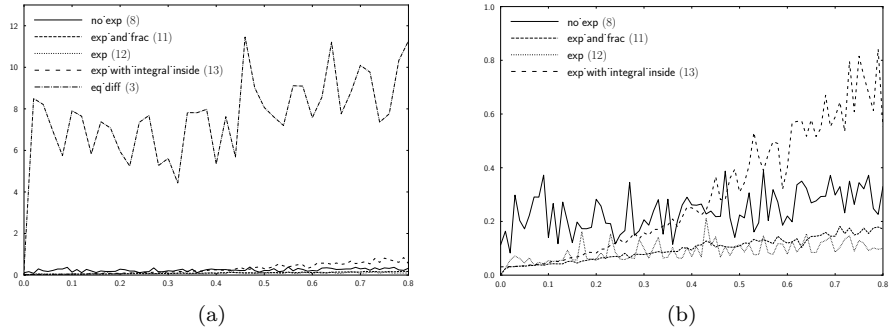 no˙exp (8)
exp˙and˙frac (11)
exp (12)
exp˙with˙integral˙inside (13)
eq˙diff (3)
12
10
8
6
4
2
0
0.0 0.1 0.2 0.3 0.4 0.5 0.6 0.7 0.8
(a)
no˙exp (8)
exp˙and˙frac (11)
exp (12)
exp˙with˙integral˙inside (13)
1.0
0.8
0.6
0.4
0.2
0.0
0.0 0.1 0.2 0.3 0.4 0.5 0.6 0.7 0.8
(b)